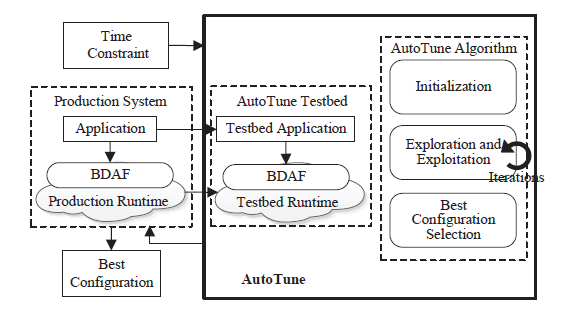 Time
Constraint
Production System
Application
BDAF
Production Runtime
Best
Configuration
AutoTune Testbed
Testbed Application
BDAF
Testbed Runtime
AutoTune
AutoTune Algorithm
Initialization
Exploration and
Exploitation
Iterations
Best
Configuration
Selection